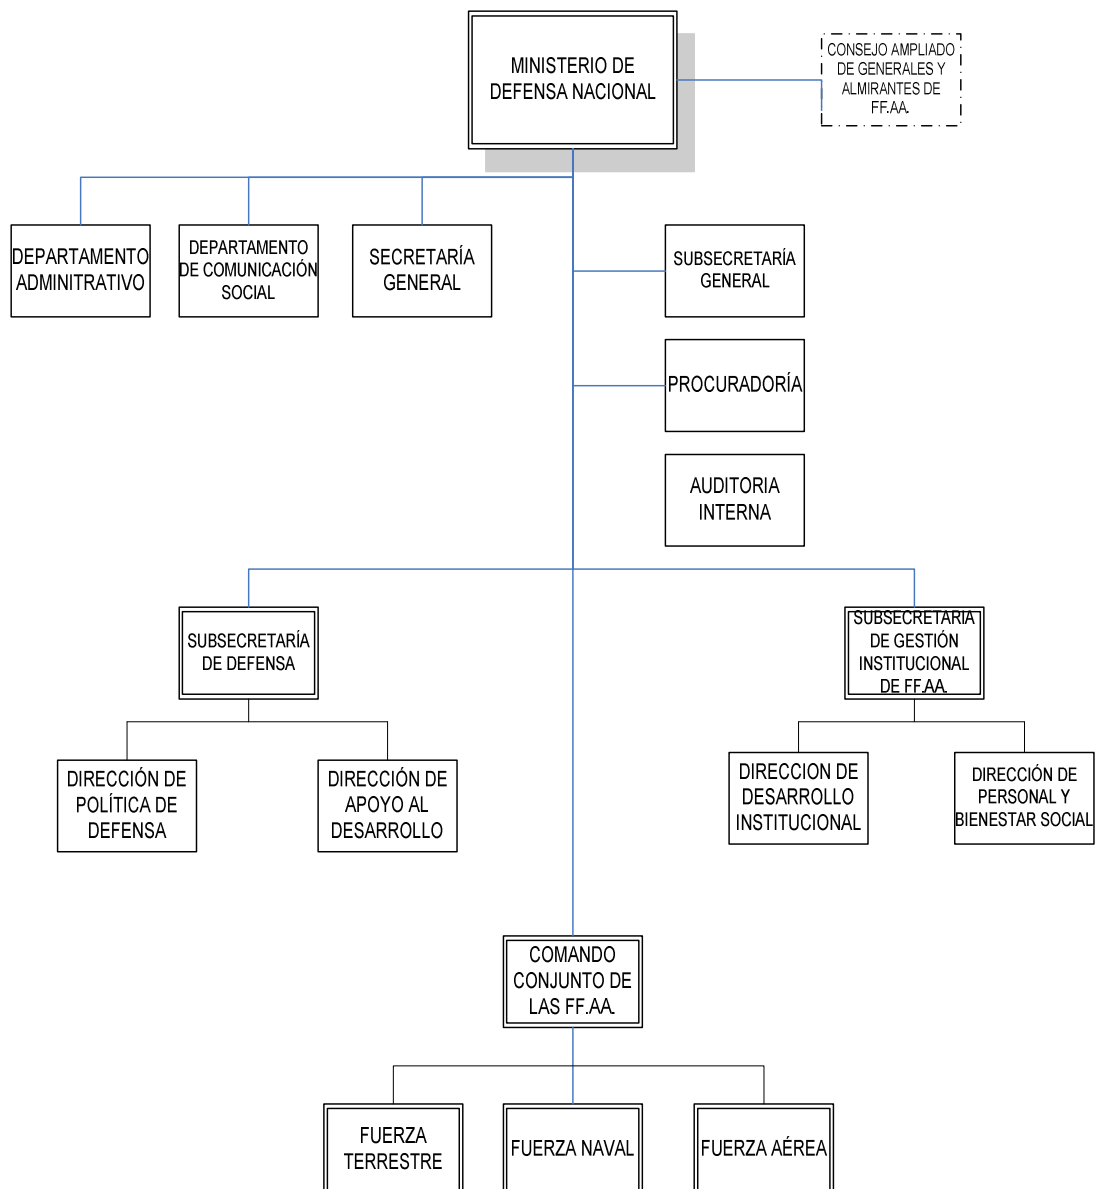 MINISTERIO DE
DEFENSA NACIONAL
CONSEJO AMPLIADO
DE GENERALES Y
ALMIRANTES DE
FF.AA.
DEPARTAMENTO
ADMINITRATIVO
DEPARTAMENTO
DE COMUNICACIÓN
SOCIAL
SECRETARÍA
GENERAL
SUBSECRETARÍA
GENERAL
PROCURADORÍA
AUDITORIA
INTERNA
SUBSECRETARÍA
DE DEFENSA
SUBSECRETARIA
DE GESTIÓN
INSTITUCIONAL
DE FF.AA.
DIRECCIÓN DE
POLÍTICA DE
DEFENSA
DIRECCIÓN DE
APOYO AL
DESARROLLO
DIRECCION DE
DESARROLLO
INSTITUCIONAL
DIRECCIÓN DE
PERSONAL Y
BIENESTAR SOCIAL
COMANDO
CONJUNTO DE
LAS FF.AA.
FUERZA
TERRESTRE
FUERZA NAVAL
FUERZA AÉREA